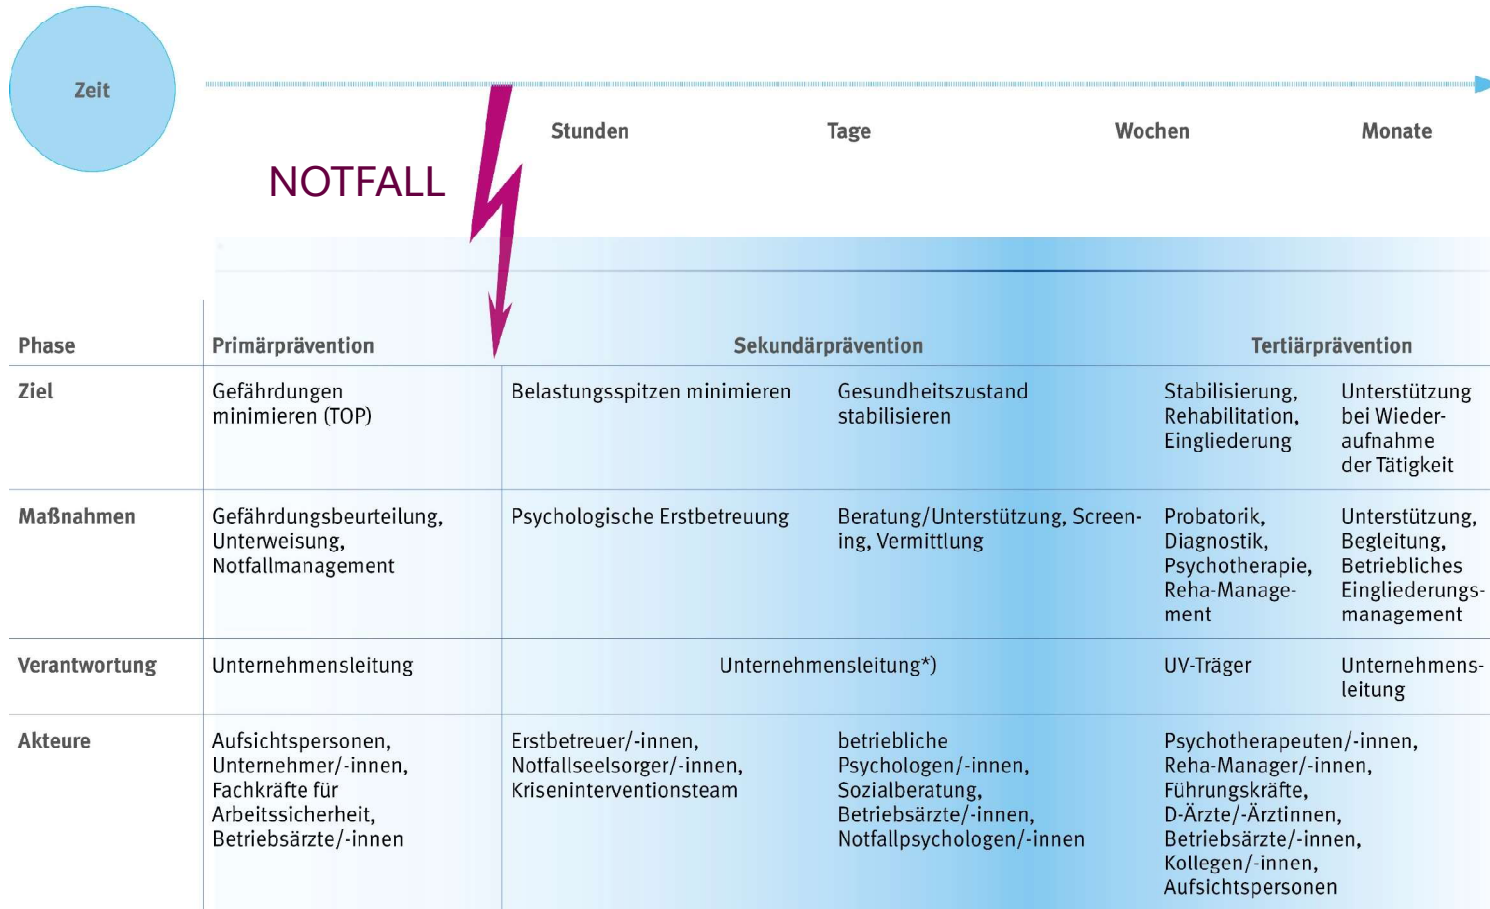 Zeit
Stunden
Tage
Wochen
Monate
NOTFALL
Phase
Primärprävention
Sekundärprävention
Tertiärprävention
Ziel
Gefährdungen
minimieren (TOP)
Belastungsspitzen minimieren
Gesundheitszustand
stabilisieren
Stabilisierung,
Rehabilitation,
Eingliederung
Unterstützung
bei Wieder-
aufnahme
der Tätigkeit
Maßnahmen
Gefährdungsbeurteilung,
Unterweisung,
Notfallmanagement
Psychologische Erstbetreuung
Beratung/Unterstützung, Screen-
ing, Vermittlung
Probatorik,
Diagnostik,
Psychotherapie,
Reha-Manage-
ment
Unterstützung,
Begleitung,
Betriebliches
Eingliederungs-
management
Verantwortung
Unternehmensleitung
Unternehmensleitung*)
UV-Träger
Unternehmens-
leitung
Akteure
Aufsichtspersonen,
Unternehmer/-innen,
Fachkräfte für
Arbeitssicherheit,
Betriebsärzte/-innen
Erstbetreuer/-innen,
Notfallseelsorger/-innen,
Kriseninterventionsteam
betriebliche
Psychologen/-innen,
Sozialberatung,
Betriebsärzte/-innen,
Notfallpsychologen/-innen
Psychotherapeuten/-innen,
Reha-Manager/-innen,
Führungskräfte,
D-Ärzte/-Ärztinnen,
Betriebsärzte/-innen,
Kollegen/-innen,
Aufsichtspersonen